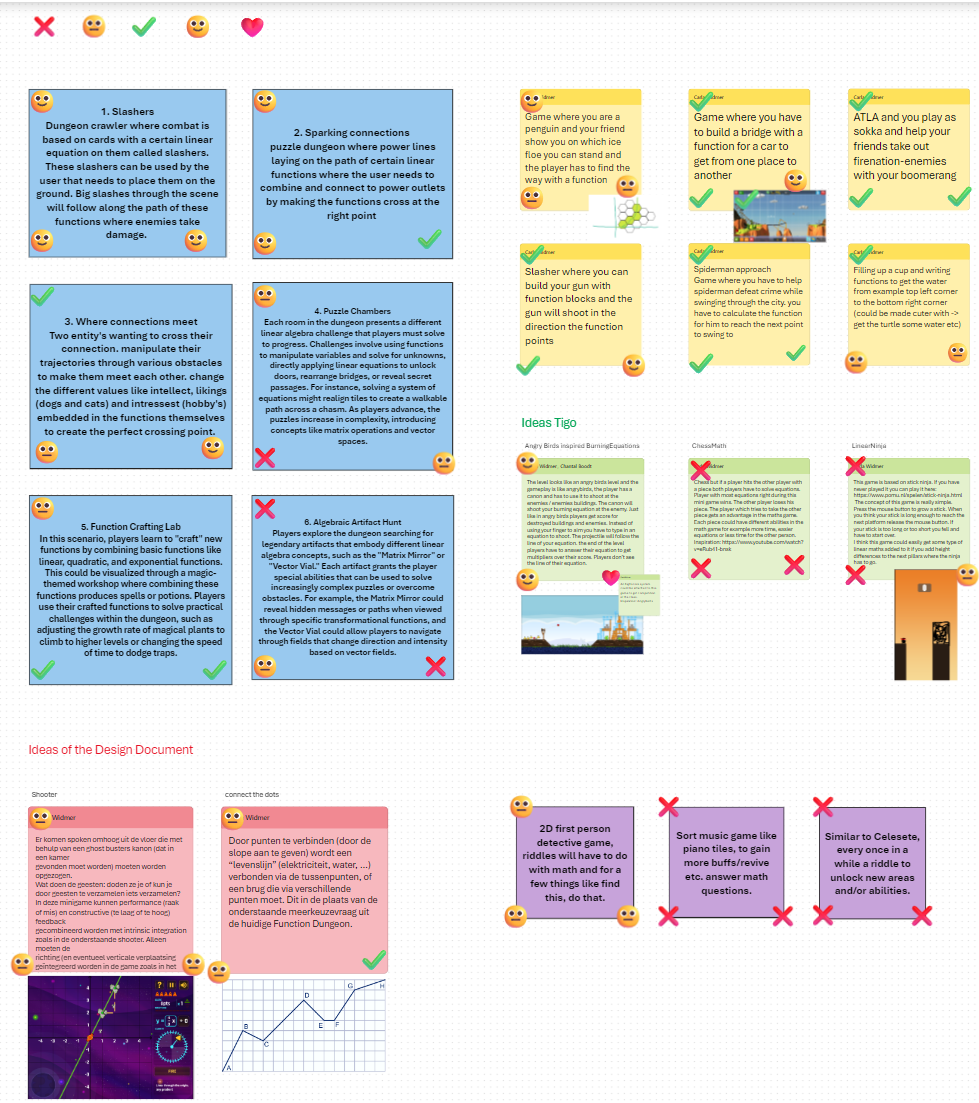 1. Slashers
Dungeon crawler where combat is
based on cards with a certain linear
equation on them called slashers.
These slashers can be used by the
user that needs to place them on the
ground. Big slashes through the scene
will follow along the path of these
functions where enemies take
damage.
2. Sparking connections
puzzle dungeon where power lines
laying on the path of certain linear
functions where the user needs to
combine and connect to power outlets
by making the functions cross at the
right point
3. Where connections meet
Two entity's wanting to cross their
connection. manipulate their
trajectories through various obstacles
to make them meet each other. change
the different values like intellect, likings
(dogs and cats) and intressest (hobby's)
embedded in the functions themselves
to create the perfect crossing point.
4. Puzzle Chambers
Each room in the dungeon presents a different
linear algebra challenge that players must solve
to progress. Challenges involve using functions
to manipulate variables and solve for unknowns,
directly applying linear equations to unlock
doors, rearrange bridges, or reveal secret
passages. For instance, solving a system of
equations might realign tiles to create a walkable
path across a chasm. As players advance, the
puzzles increase in complexity, introducing
concepts like matrix operations and vector
spaces.
5. Function Crafting Lab
In this scenario, players learn to "craft" new
functions by combining basic functions like
linear, quadratic, and exponential functions.
This could be visualized through a magic-
themed workshop where combining these
functions produces spells or potions. Players
use their crafted functions to solve practical
challenges within the dungeon, such as
adjusting the growth rate of magical plants to
climb to higher levels or changing the speed
of time to dodge traps.
6. Algebraic Artifact Hunt
Players explore the dungeon searching for
legendary artifacts that embody different linear
algebra concepts, such as the "Matrix Mirror" or
"Vector Vial." Each artifact grants the player
special abilities that can be used to solve
increasingly complex puzzles or overcome
obstacles. For example, the Matrix Mirror could
reveal hidden messages or paths when viewed
through specific transformational functions, and
the Vector Vial could allow players to navigate
through fields that change direction and intensity
based on vector fields.
Game where you are a
penguin and your friend
show you on which ice
floe you can stand and
the player has to find the
way with a function
Game where you have
to build a bridge with a
function for a car to
get from one place to
another
ATLA and you play as
sokka and help your
friends take out
firenation-enemies
with your boomerang
Slasher where you can
build your gun with
function blocks and the
gun will shoot in the
direction the function
points
Spiderman approach
Game where you have to help
spiderman defeat crime while
swinging through the city. you
have to calculate the function
for him to reach the next point
to swing to
Filling up a cup and writing
functions to get the water
from example top left corner
to the bottom right corner
(could be made cuter with ->
get the turtle some water etc)
Ideas Tigo
Angry Birds inspired BurningEquations
ChessMath
LinearNinja
Widmer, Chantal Boodt
The level looks like an angry birds level and the
gameplay is like angrybirds, the player has a
canon and has to use it to shoot at the
enemies / enemies buildings. The canon will
shoot your burning equation at the enemy. Just
like in angry birds players get score for
destroyed buildings and enemies. Instead of
using your finger to aim you have to type in an
equation to shoot. The projectile will follow the
line of your equation. the end of the level
players have to answer their equation to get
multipliers over their score. Players don't see
the line of their equation.
Widmer
Chess but if a player hits the other player with
a piece both players have to solve equations.
Player with most equations right during this
mini game wins. The other player loses his
piece. The player which tries to take the other
piece gets an advantage in the maths game.
Each piece could have different abilities in the
math game for example more time, easier
equations or less time for the other person.
Widmer
This game is based on stick ninja. If you have
never played it you can play it here:
https://www.pomu.nl/spelen/stick-ninja.html
The concept of this game is really simple.
Press the mouse button to grow a stick. When
you think your stick is long enough to reach the
next platform release the mouse button. If
your stick is too long or too short you fell and
have to start over.
I think this game could easily get some type of
linear maths added to it if you add height
differences to the next pillars where the ninja
has to go.
Ideas of the Design Document
Shooter
connect the dots
Widmer
Er komen spoken omhoog uit de vloer die met
behulp van een ghost busters kanon (dat in
een kamer
gevonden moet worden) moeten worden
opgezogen.
Wat doen de geesten: doden ze je of kun je
door geesten te verzamelen iets verzamelen?
In deze minigame kunnen performance (raak
of mis) en constructive (te laag of te hoog)
feedback
gecombineerd worden met intrinsic integration
zoals in de onderstaande shooter. Alleen
moeten de
richting (en eventueel verticale verplaatsing
geïntegreerd worden in de game zoals in het
Widmer
Door punten te verbinden (door de
slope aan te geven) wordt een
"levenslijn" (elektriciteit, water, ...)
verbonden via de tussenpunten, of
een brug die via verschillende
punten moet. Dit in de plaats van de
onderstaande meerkeuzevraag uit
de huidige Function Dungeon.
A
B
C
D
E
F
G
H
2D first person
detective game,
riddles will have to do
with math and for a
few things like find
this, do that.
Sort music game like
piano tiles, to gain
more buffs/revive
etc. answer math
questions.
Similar to Celesete,
every once in a
while a riddle to
unlock new areas
and/or abilities.